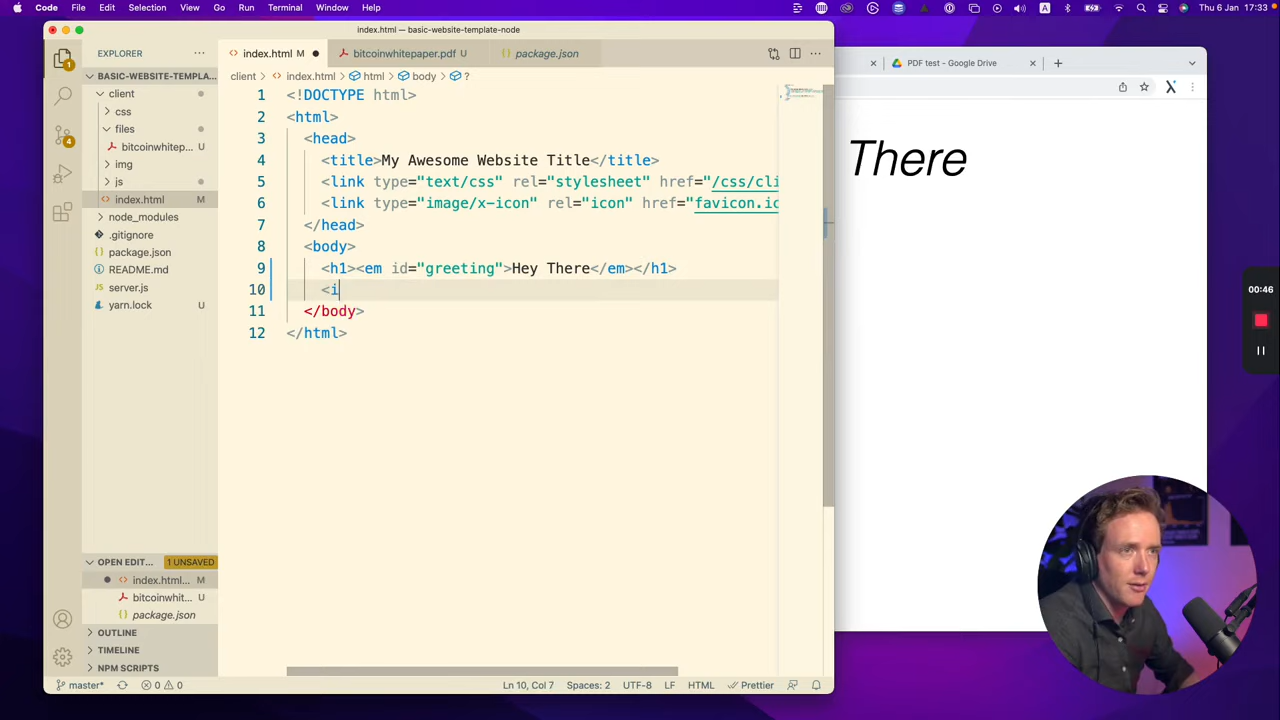 Code File Edit Selection View Go Run Terminal Window Help
Thu 6 Jan 17:33
index.html — basic-website-template-node
EXPLORER
index.html M
bitcoinwhitepaper.pdf U
package.json
BASIC-WEBSITE-TEMPLA...
client > index.html > html > body > ?
client
css
files
bitcoinwhitep... U
img
js
index.html M
node_modules
.gitignore
package.json
README.md
server.js
yarn.lock U
1 <!DOCTYPE html>
2 <html>
3 <head>
4 <title>My Awesome Website Title</title>
5 <link type="text/css" rel="stylesheet" href="/css/cli
6 <link type="image/x-icon" rel="icon" href="favicon.ic
7 </head>
8 <body>
9 <h1><em id="greeting">Hey There</em></h1>
10 <i
11 </body>
12 </html>
OPEN EDIT... 1 UNSAVED
index.html... M
bitcoinwhit... U
package.json
OUTLINE
TIMELINE
NPM SCRIPTS
master* 0 0
Ln 10, Col 7 Spaces: 2 UTF-8 LF HTML Prettier
PDF test - Google Drive
There
00:46